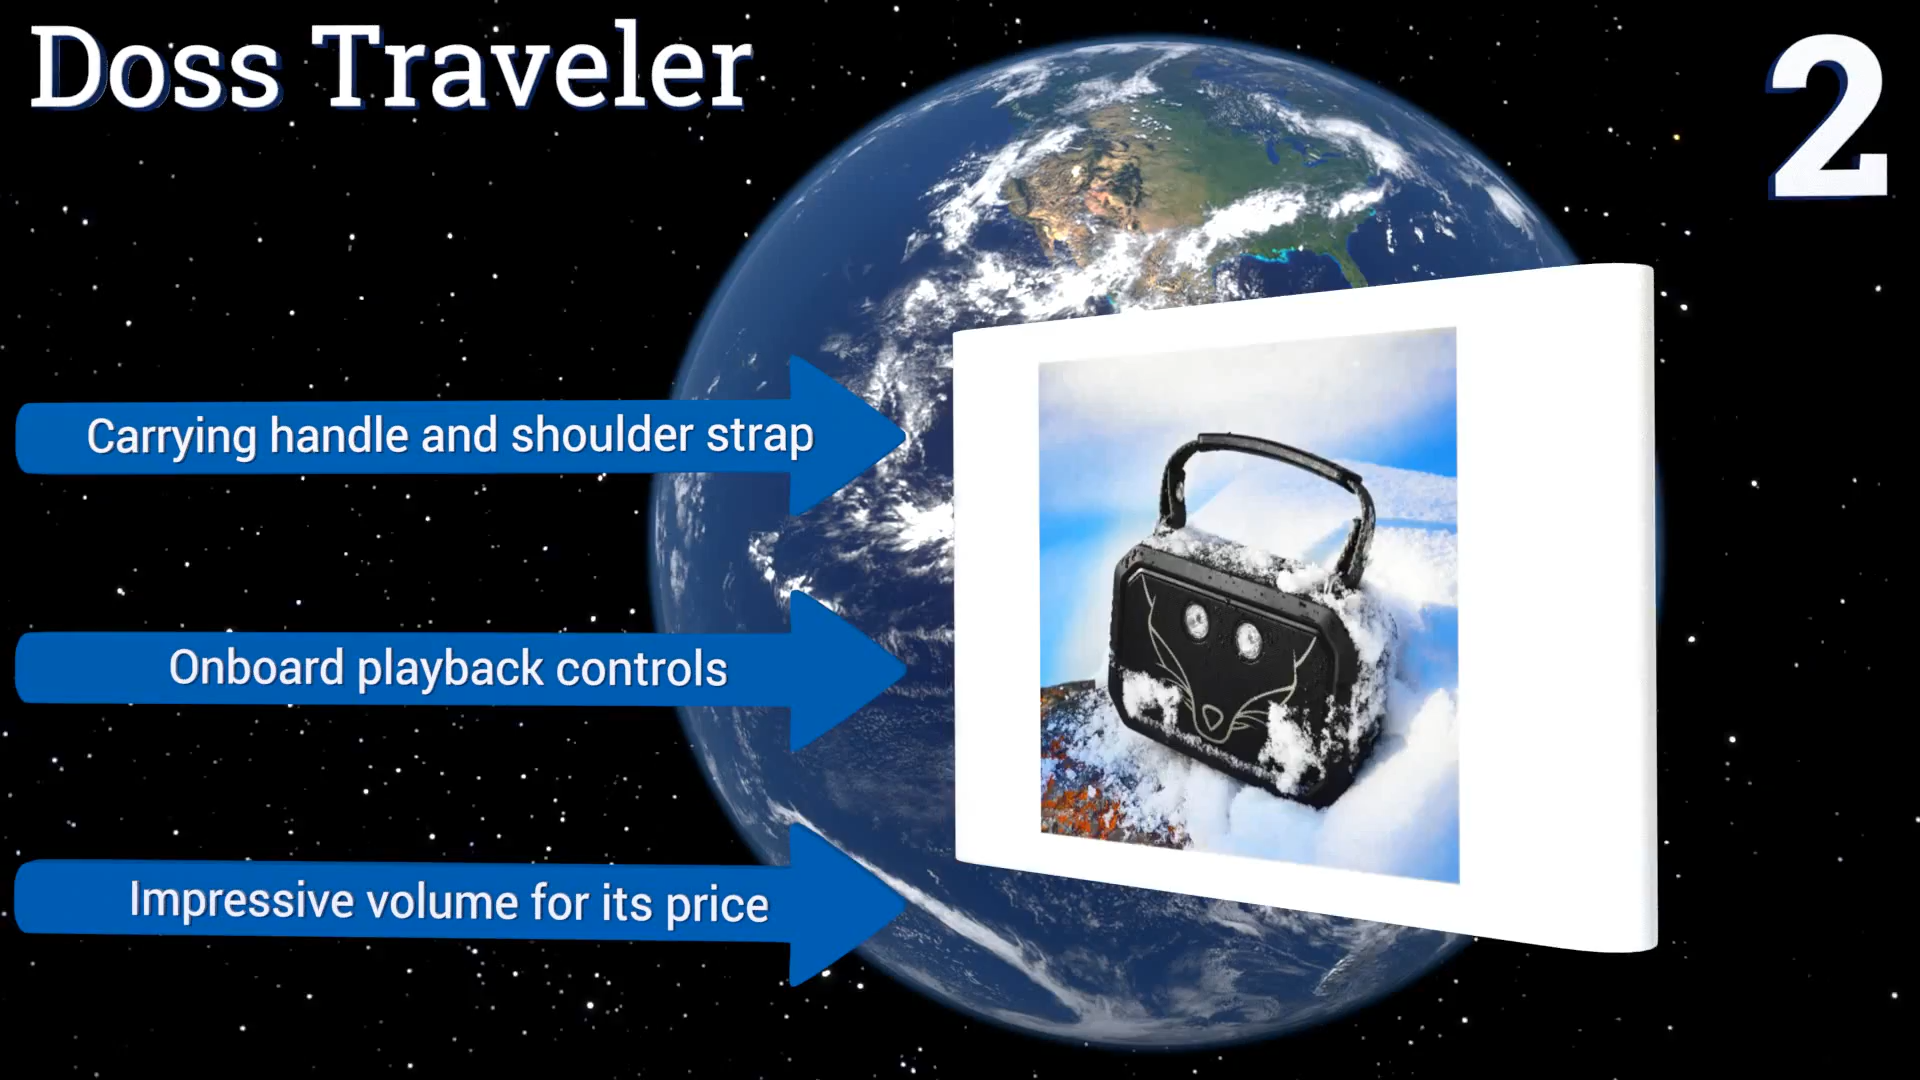 Doss Traveler
2
Carrying handle and shoulder strap
Onboard playback controls
Impressive volume for its price